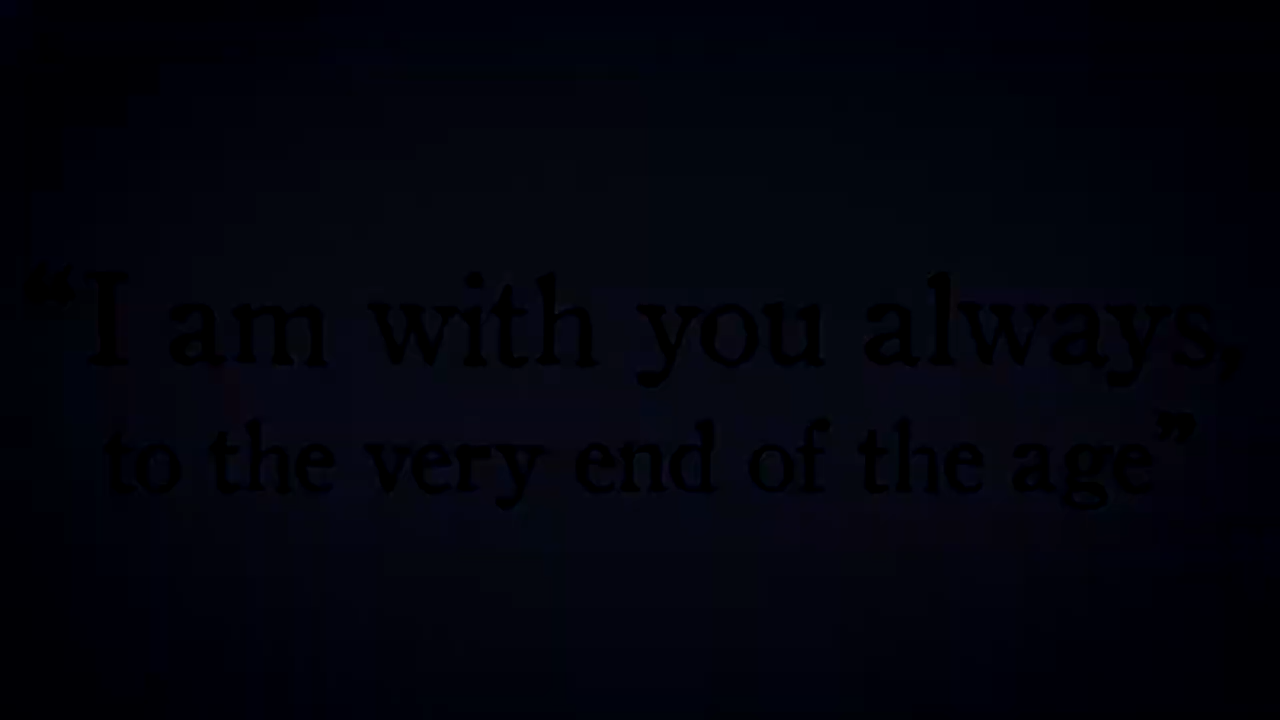 “I am with you always,
to the very end of the age”